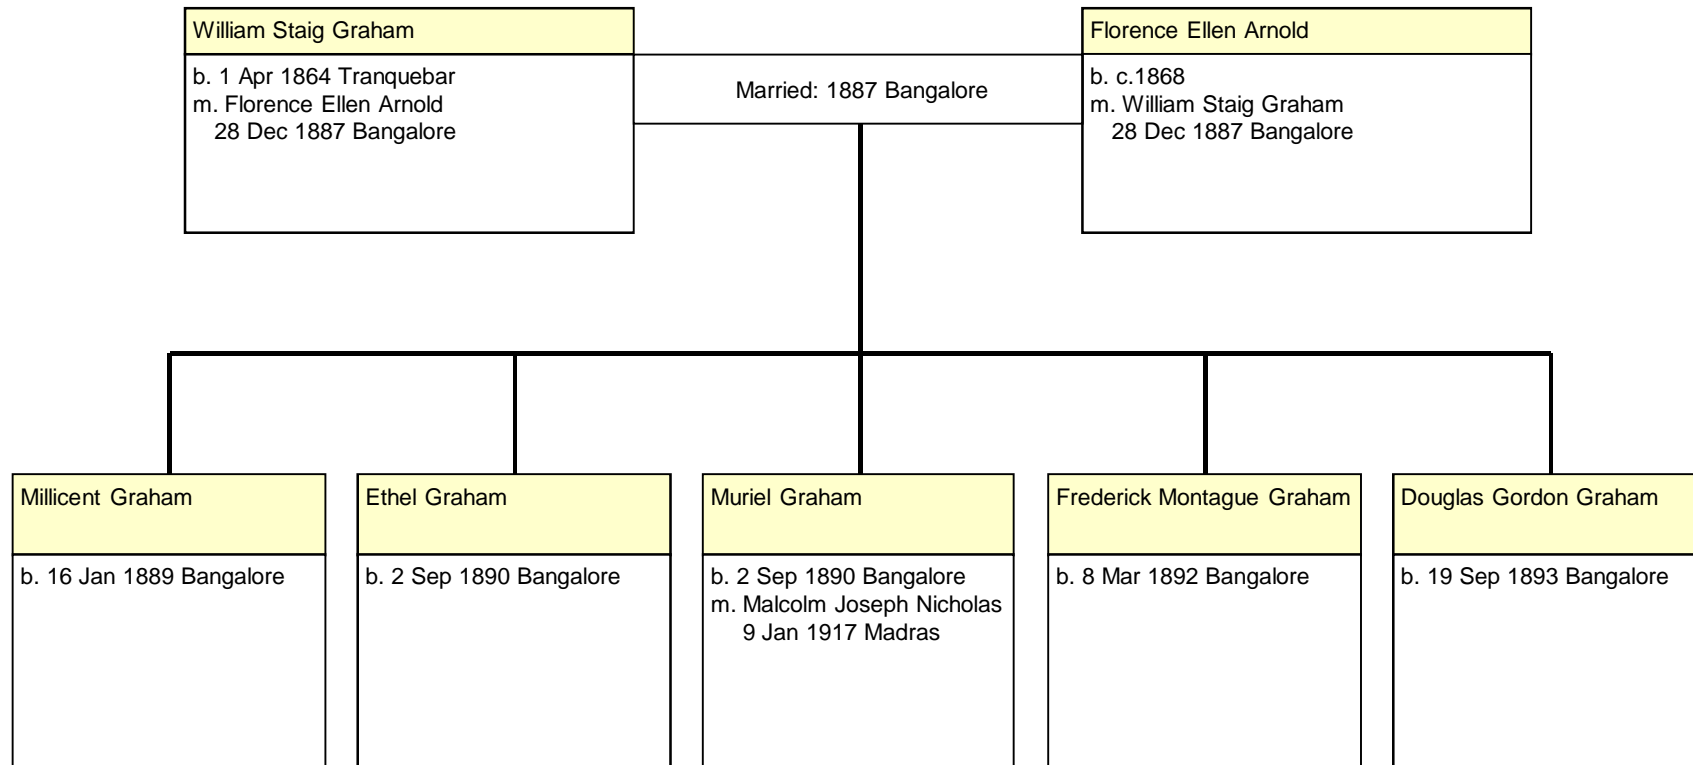 William Staig Graham
b. 1 Apr 1864 Tranquebar
m. Florence Ellen Arnold
28 Dec 1887 Bangalore
Married: 1887 Bangalore
Florence Ellen Arnold
b. c.1868
m. William Staig Graham
28 Dec 1887 Bangalore
Millicent Graham
b. 16 Jan 1889 Bangalore
Ethel Graham
b. 2 Sep 1890 Bangalore
Muriel Graham
b. 2 Sep 1890 Bangalore
m. Malcolm Joseph Nicholas
9 Jan 1917 Madras
Frederick Montague Graham
b. 8 Mar 1892 Bangalore
Douglas Gordon Graham
b. 19 Sep 1893 Bangalore